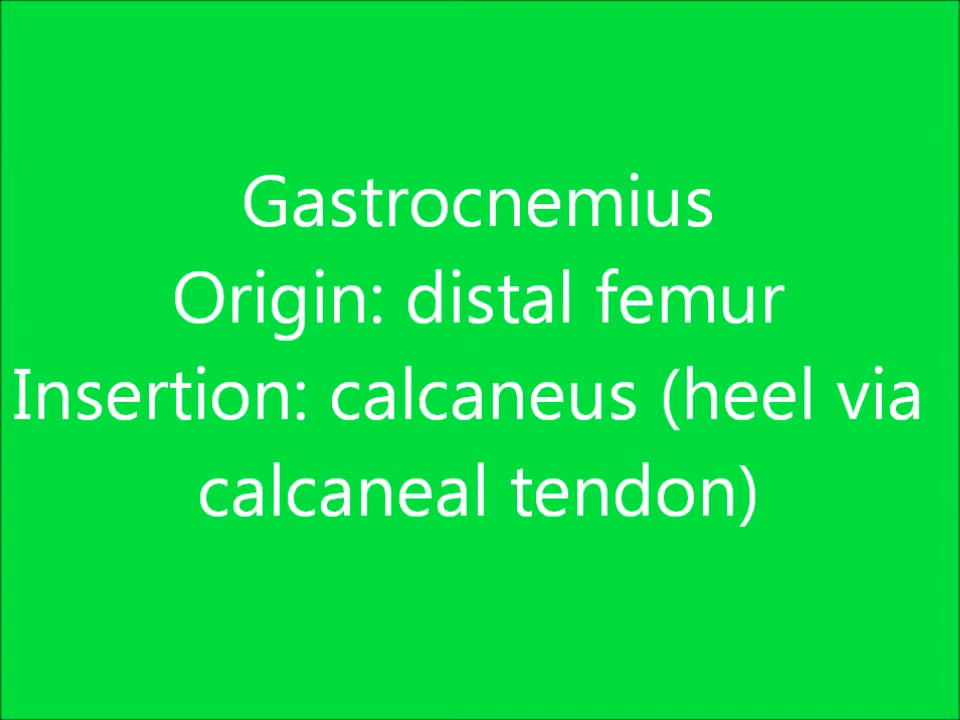 Gastrocnemius
Origin: distal femur
Insertion: calcaneus (heel via
calcaneal tendon)